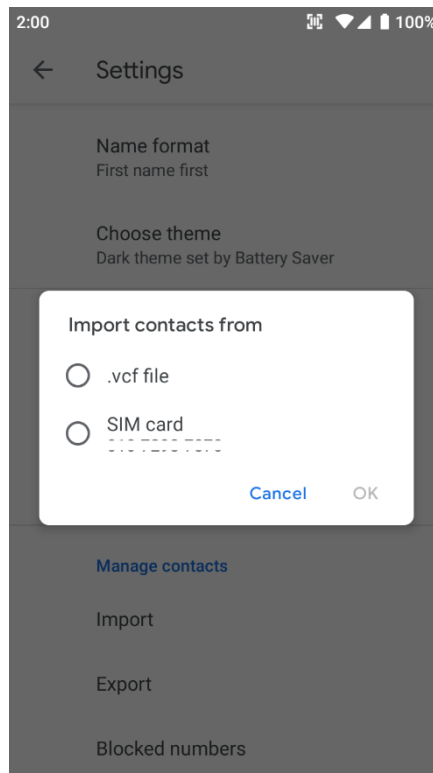 2:00
100%
Settings
Name format
First name first
Choose theme
Dark theme set by Battery Saver
Import contacts from
.vcf file
SIM card
Cancel
OK
Manage contacts
Import
Export
Blocked numbers